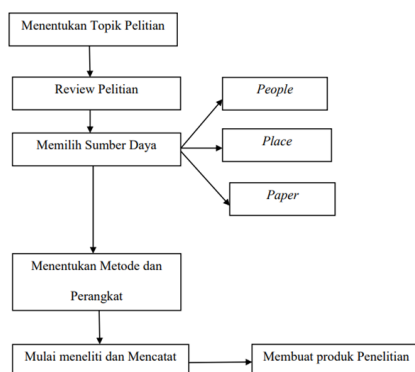 Menentukan Topik Pelitian
Review Pelitian
People
Memilih Sumber Daya
Place
Paper
Menentukan Metode dan
Perangkat
Mulai meneliti dan Mencatat
Membuat produk Penelitian